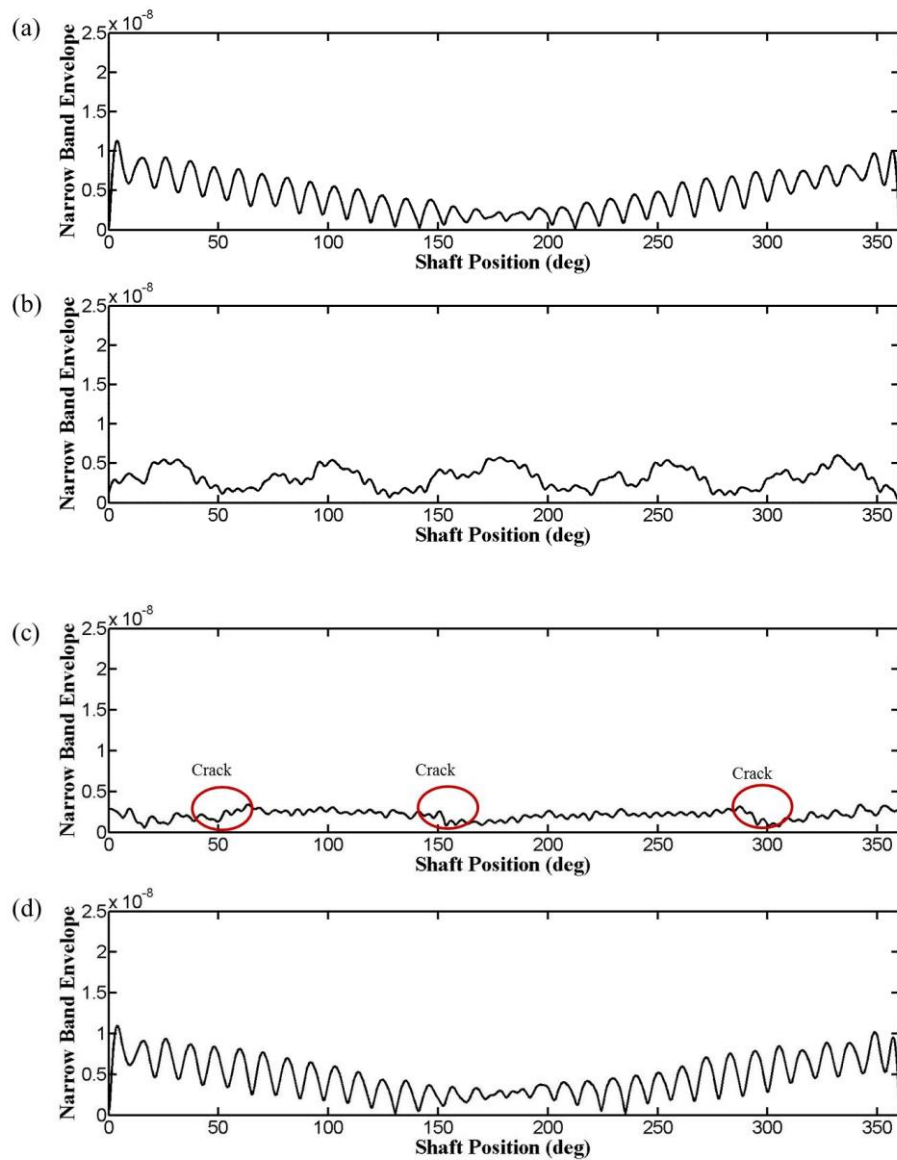 (a)
2.5 x 10-8
2
1.5
1
0.5
0
Narrow Band Envelope
0 50 100 150 200 250 300 350
Shaft Position (deg)
(b)
2.5 x 10-8
2
1.5
1
0.5
0
Narrow Band Envelope
0 50 100 150 200 250 300 350
Shaft Position (deg)
(c)
2.5 x 10-8
2
1.5
1
0.5
0
Narrow Band Envelope
Crack Crack Crack
0 50 100 150 200 250 300 350
Shaft Position (deg)
(d)
2.5 x 10-8
2
1.5
1
0.5
0
Narrow Band Envelope
0 50 100 150 200 250 300 350
Shaft Position (deg)